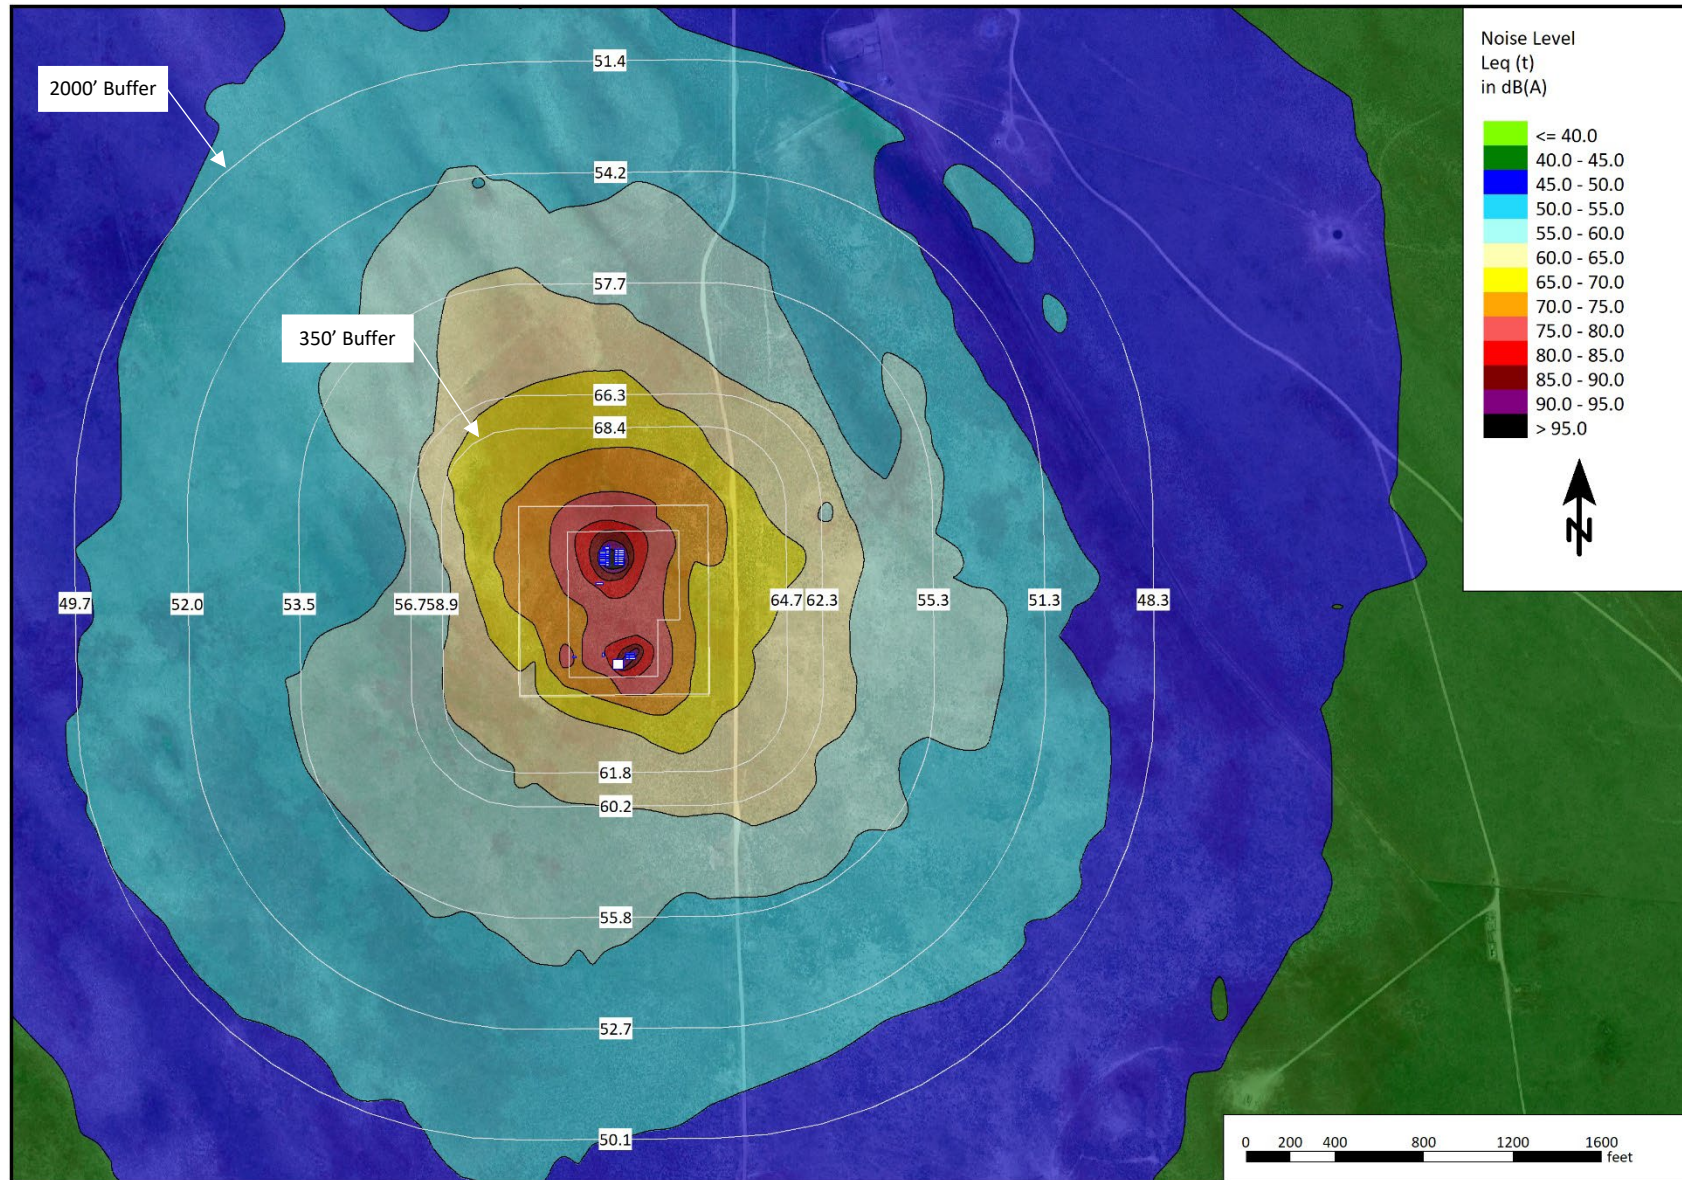 51.4
2000’ Buffer
54.2
57.7
350’ Buffer
66.3
68.4
49.7
52.0
53.5
56.7
58.9
64.7
62.3
55.3
51.3
48.3
61.8
60.2
55.8
52.7
50.1
Noise Level
Leq (t)
in dB(A)
<= 40.0
40.0 - 45.0
45.0 - 50.0
50.0 - 55.0
55.0 - 60.0
60.0 - 65.0
65.0 - 70.0
70.0 - 75.0
75.0 - 80.0
80.0 - 85.0
85.0 - 90.0
90.0 - 95.0
> 95.0
N
0 200 400 800 1200 1600
feet